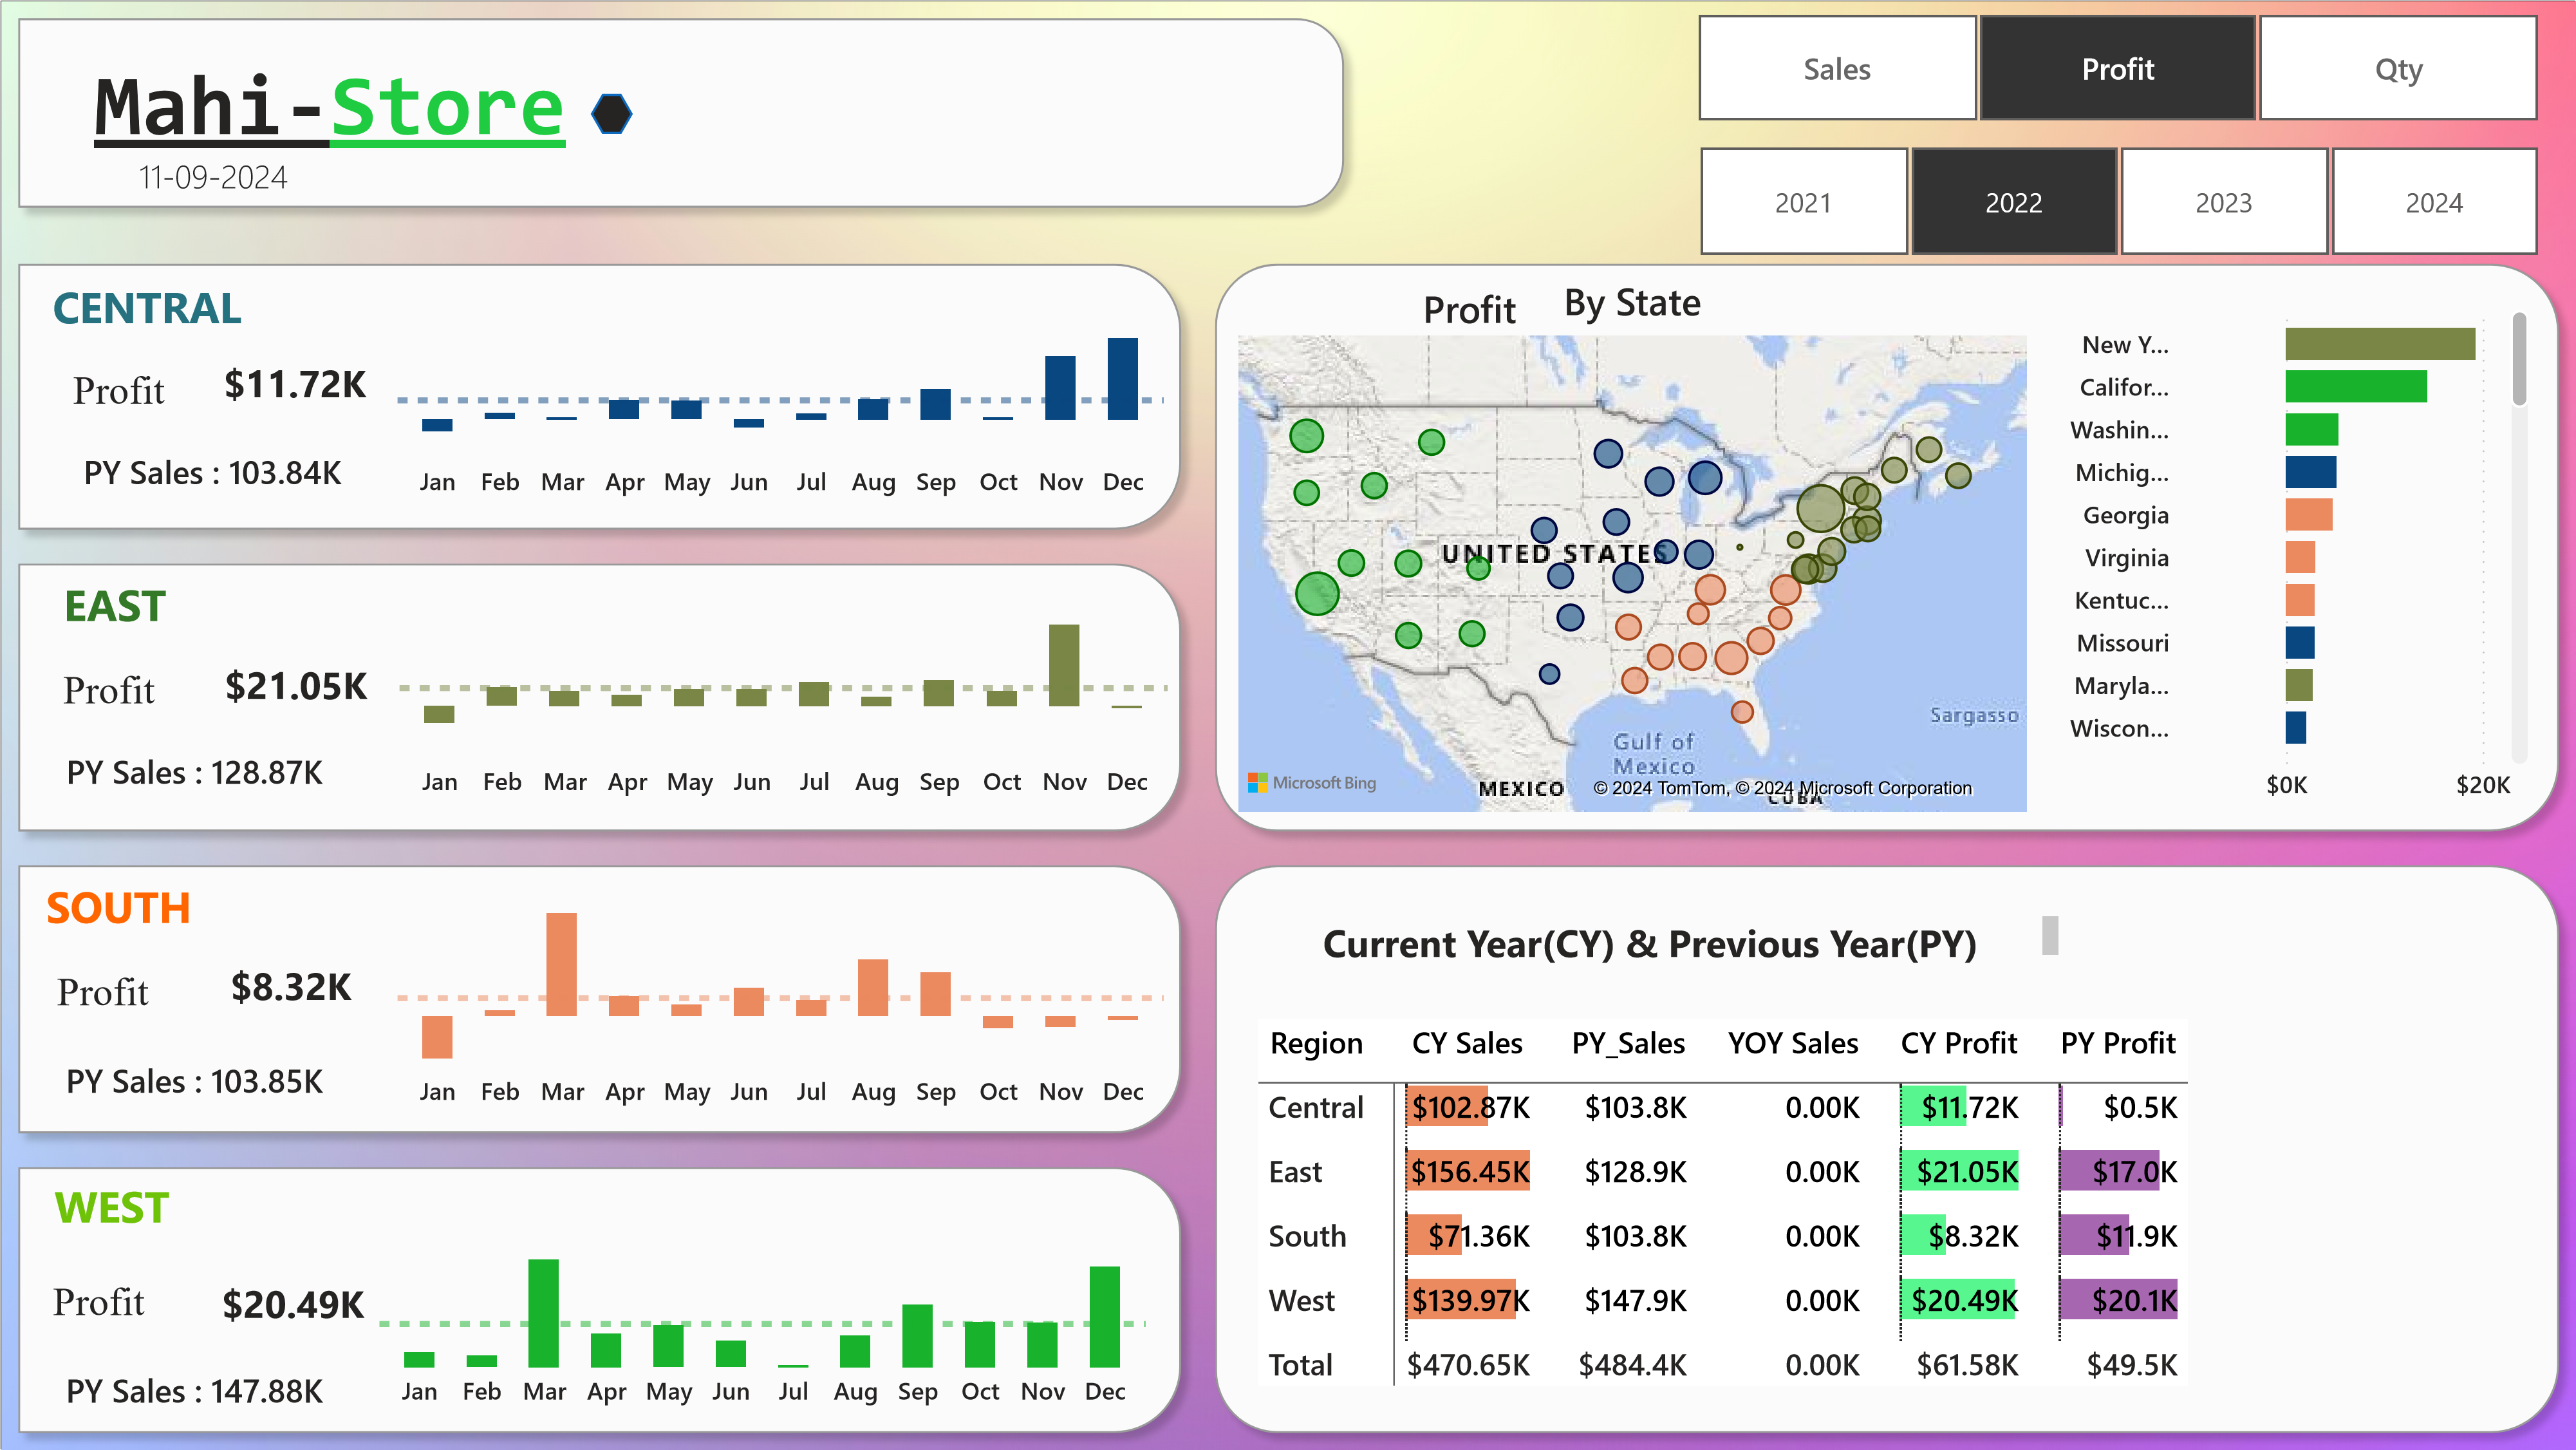 Mahi-Store
11-09-2024
Sales Profit Qty
2021 2022 2023 2024
CENTRAL
Profit $11.72K
PY Sales : 103.84K
Jan Feb Mar Apr May Jun Jul Aug Sep Oct Nov Dec
EAST
Profit $21.05K
PY Sales : 128.87K
Jan Feb Mar Apr May Jun Jul Aug Sep Oct Nov Dec
SOUTH
Profit $8.32K
PY Sales : 103.85K
Jan Feb Mar Apr May Jun Jul Aug Sep Oct Nov Dec
WEST
Profit $20.49K
PY Sales : 147.88K
Jan Feb Mar Apr May Jun Jul Aug Sep Oct Nov Dec
Profit By State
UNITED STATES
Sargasso
Gulf of
Mexico
MEXICO
CUBA
Microsoft Bing
© 2024 TomTom, © 2024 Microsoft Corporation
New Y...
Califor...
Washin...
Michig...
Georgia
Virginia
Kentuc...
Missouri
Maryla...
Wiscon...
$0K $20K
Current Year(CY) & Previous Year(PY)
Region CY Sales PY_Sales YOY Sales CY Profit PY Profit
Central $102.87K $103.8K 0.00K $11.72K $0.5K
East $156.45K $128.9K 0.00K $21.05K $17.0K
South $71.36K $103.8K 0.00K $8.32K $11.9K
West $139.97K $147.9K 0.00K $20.49K $20.1K
Total $470.65K $484.4K 0.00K $61.58K $49.5K